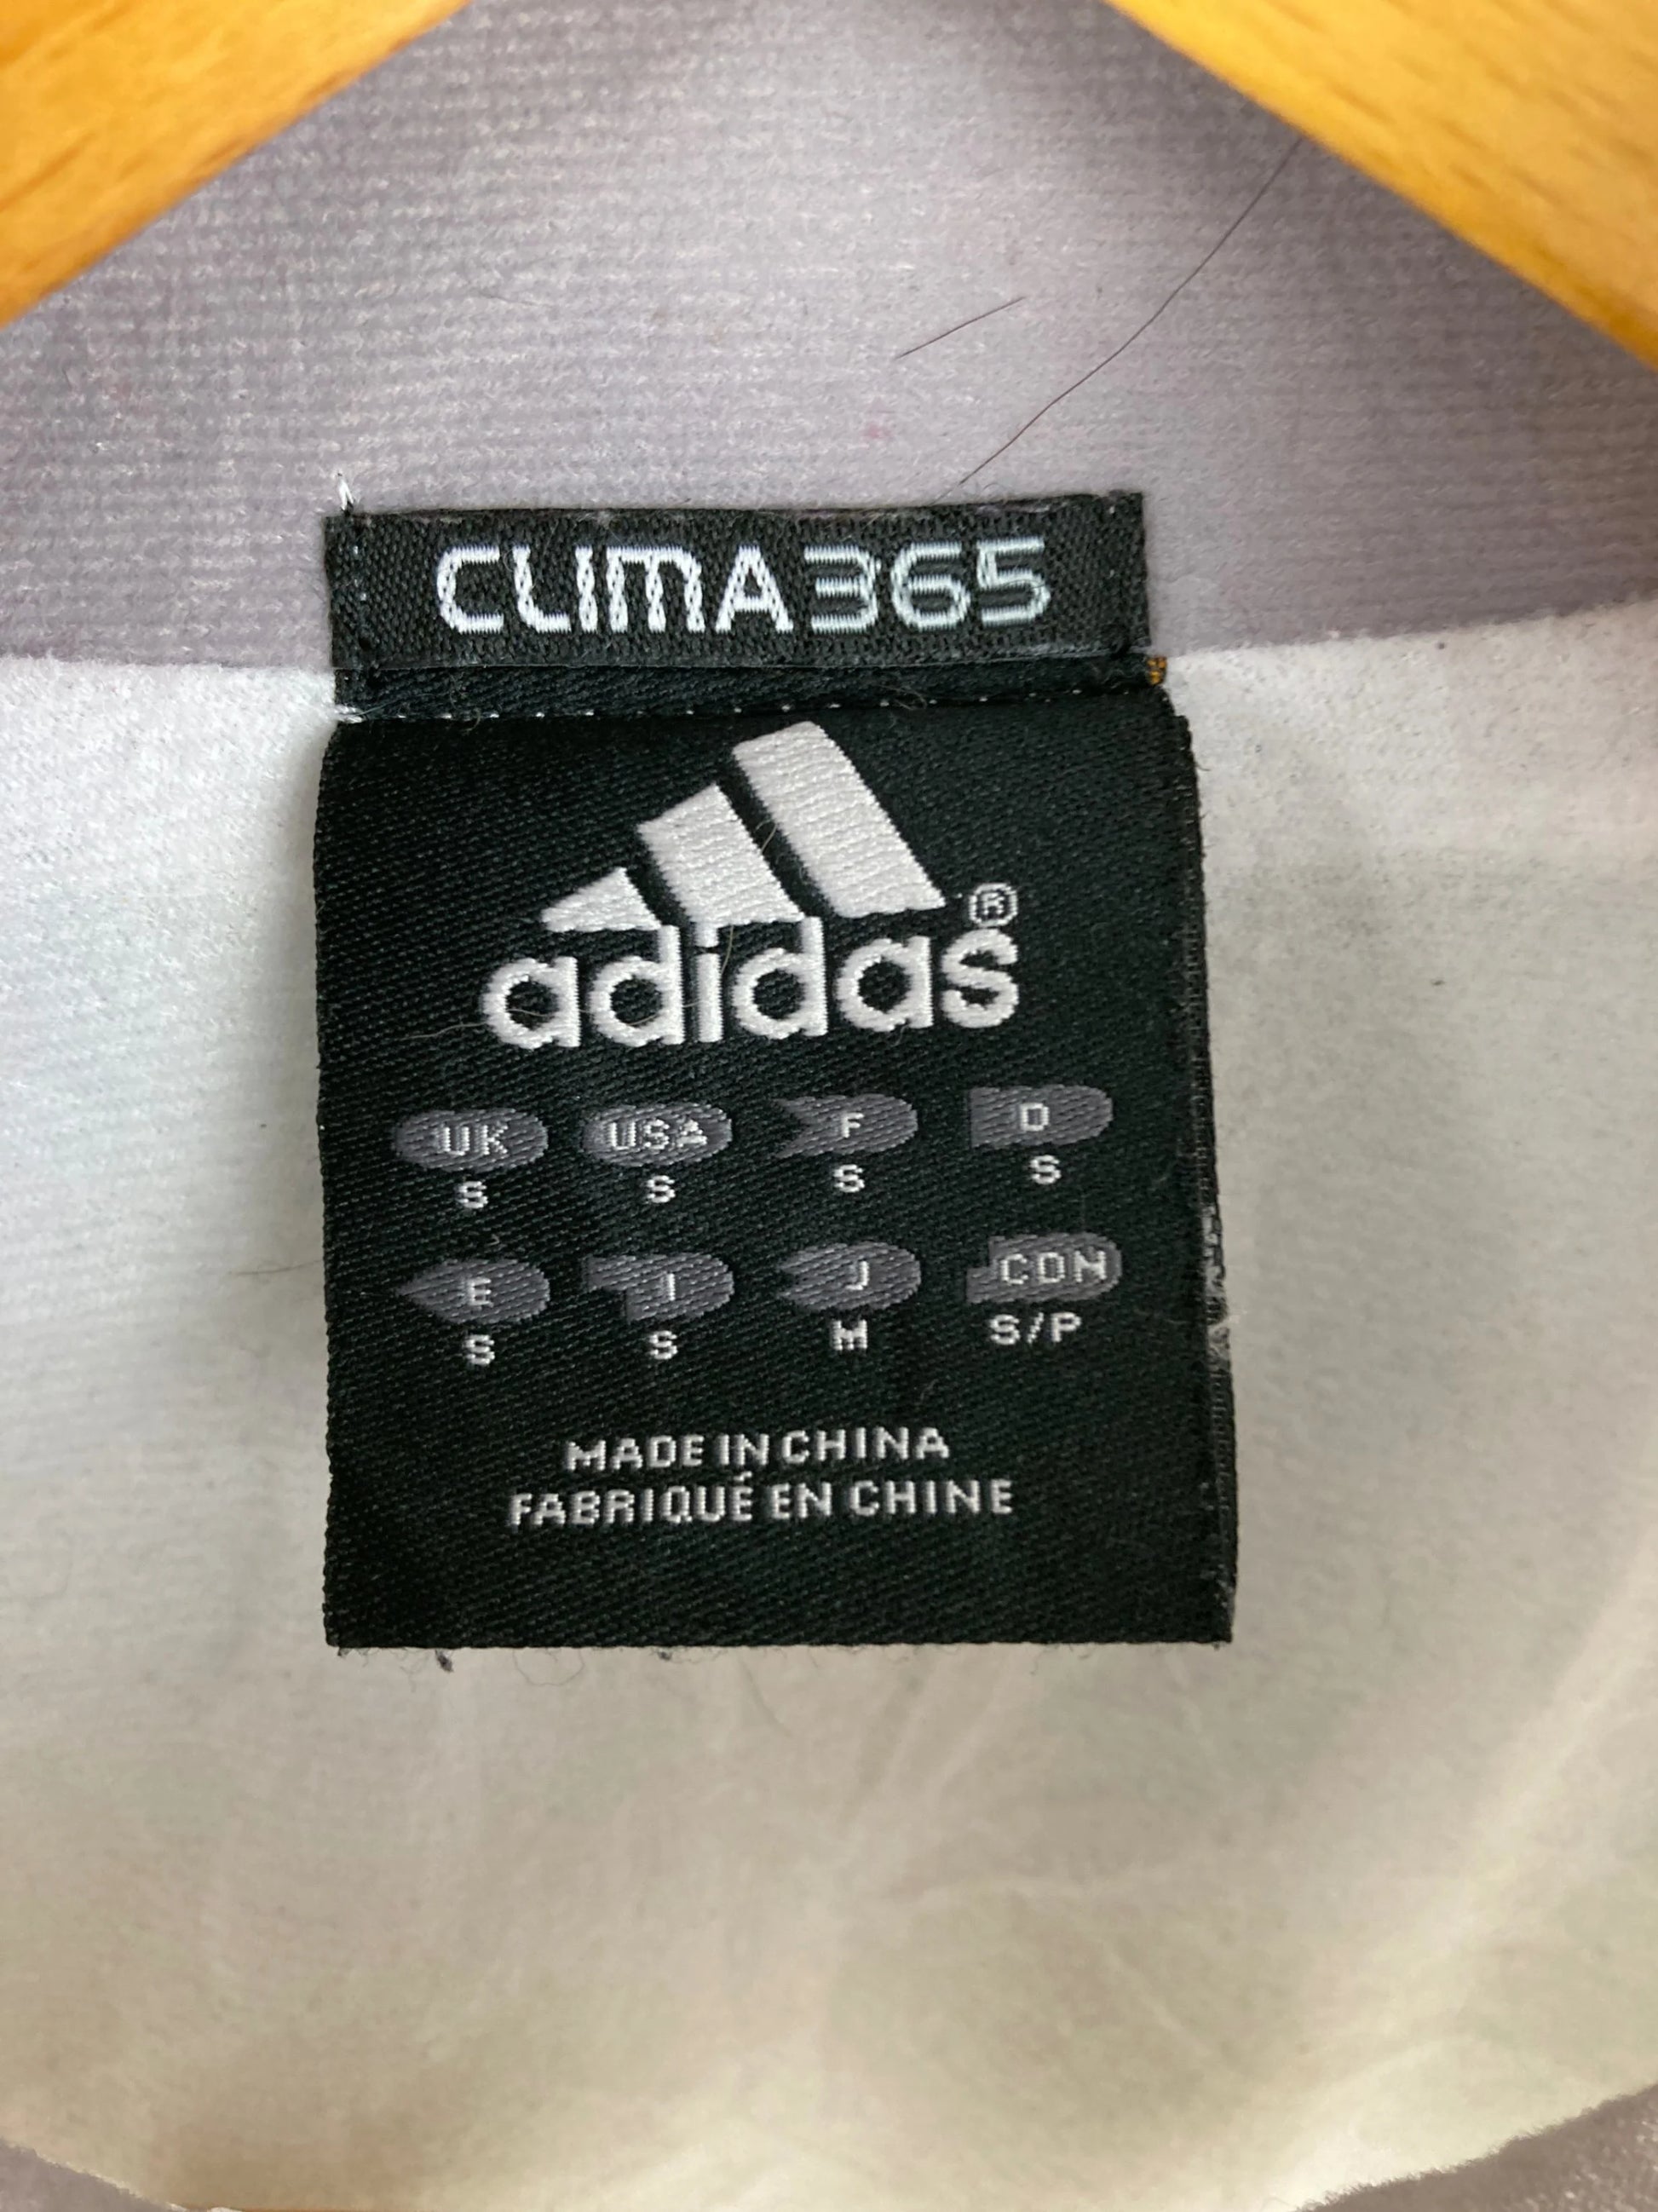 CLIMA365
adidas®
UK USA F D
S S S S
E I J CDN
S S M S/P
MADE IN CHINA
FABRIQUÉ EN CHINE